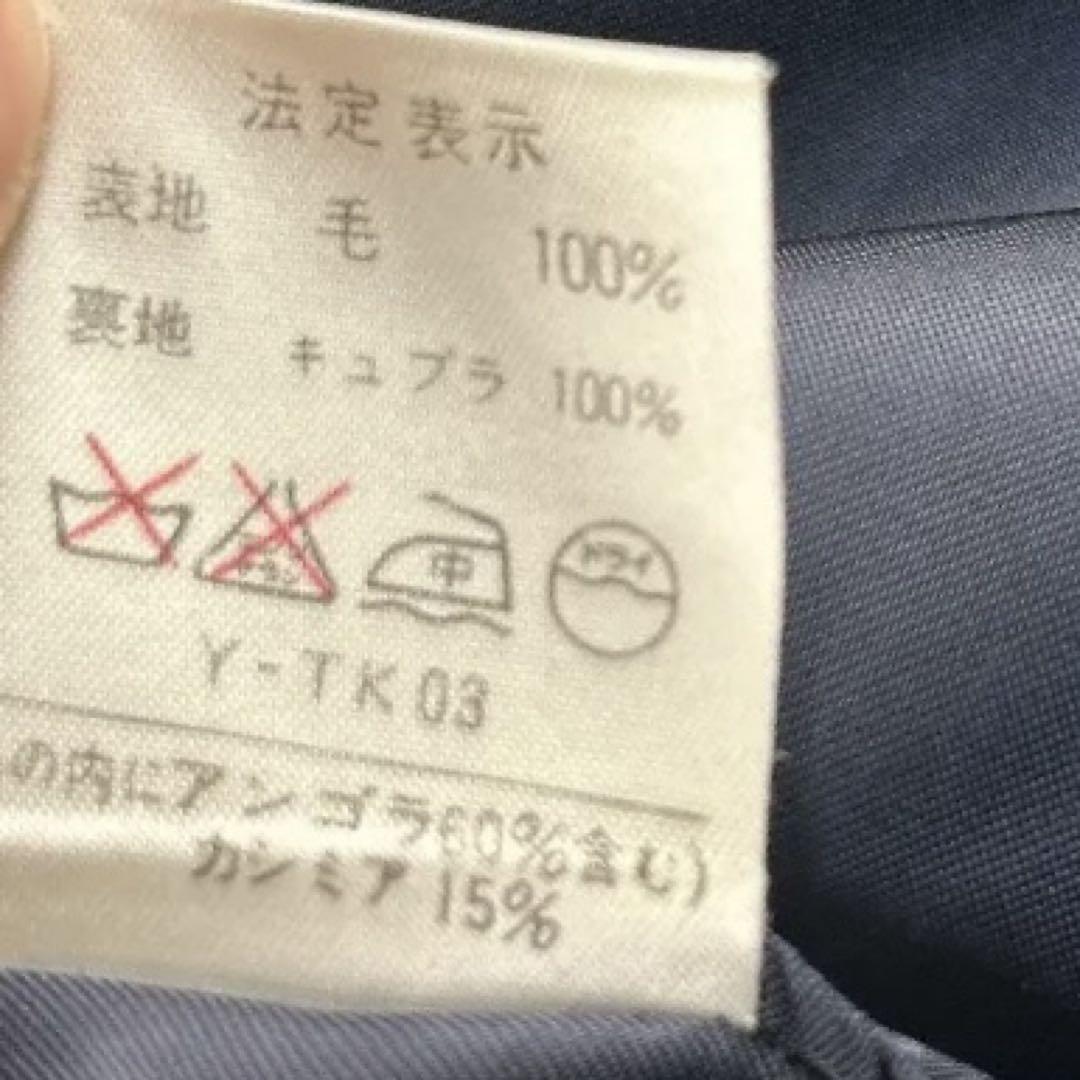 法定表示
表地 毛 100%
裏地 キュプラ 100%
中 ドライ
Y-TK03
の内にアンゴラ60%含む)
カシミア 15%